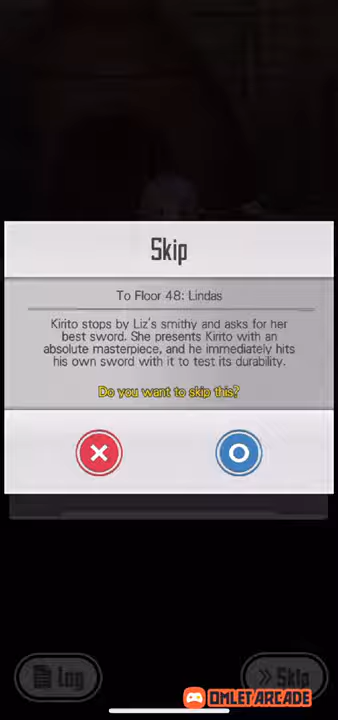 Skip
To Floor 48: Lindas
Kirito stops by Liz's smithy and asks for her
best sword. She presents Kirito with an
absolute masterpiece, and he immediately hits
his own sword with it to test its durability.
Do you want to skip this?
Log
Skip
OMLET ARCADE